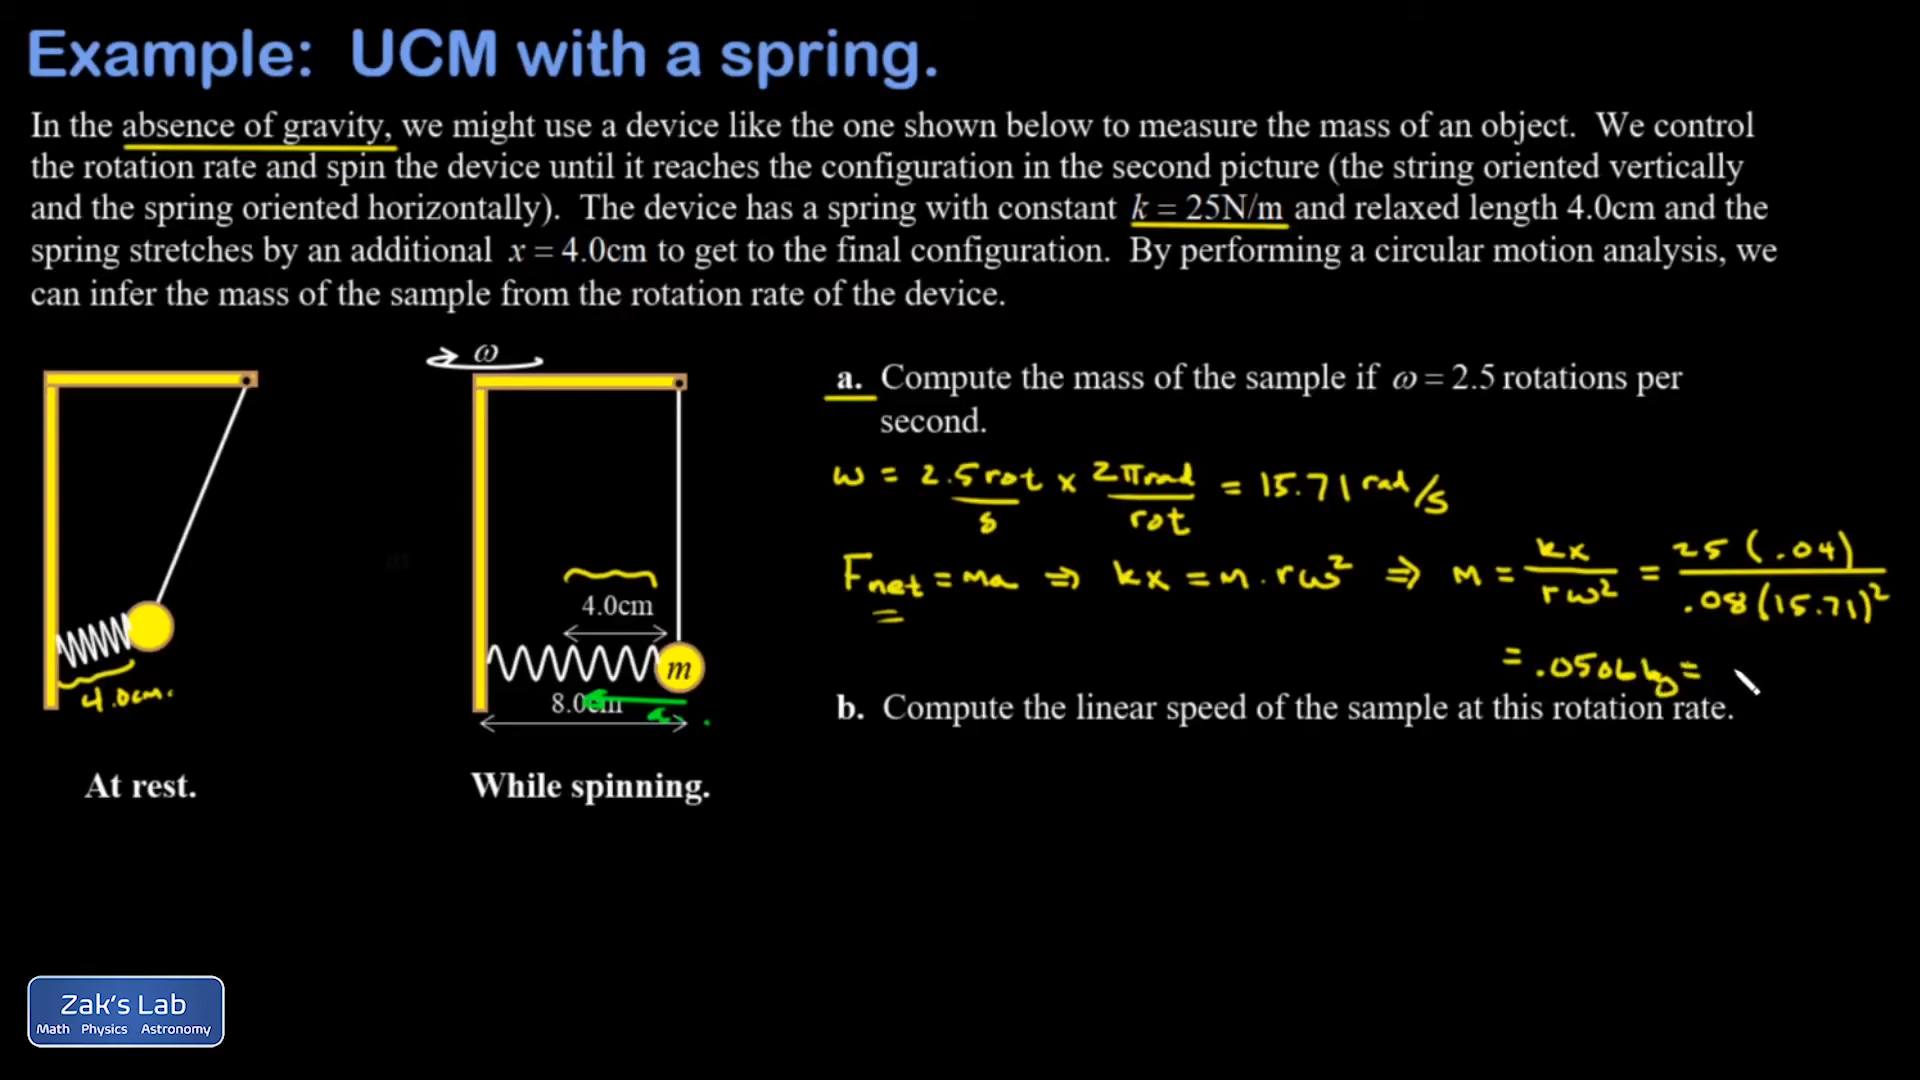 Example: UCM with a spring.
In the absence of gravity, we might use a device like the one shown below to measure the mass of an object. We control
the rotation rate and spin the device until it reaches the configuration in the second picture (the string oriented vertically
and the spring oriented horizontally). The device has a spring with constant k = 25N/m and relaxed length 4.0cm and the
spring stretches by an additional x = 4.0cm to get to the final configuration. By performing a circular motion analysis, we
can infer the mass of the sample from the rotation rate of the device.
ω
a. Compute the mass of the sample if ω = 2.5 rotations per
second.
ω = 2.5 rot/s × 2π rad/rot = 15.71 rad/s
Fnet = ma ⇒ kx = m · rω² ⇒ m = kx/rω² = 25(.04)/.08(15.71)²
= .0506 kg =
4.0cm
m
4.0cm.
8.0cm
b. Compute the linear speed of the sample at this rotation rate.
At rest.
While spinning.
Zak's Lab
Math Physics Astronomy